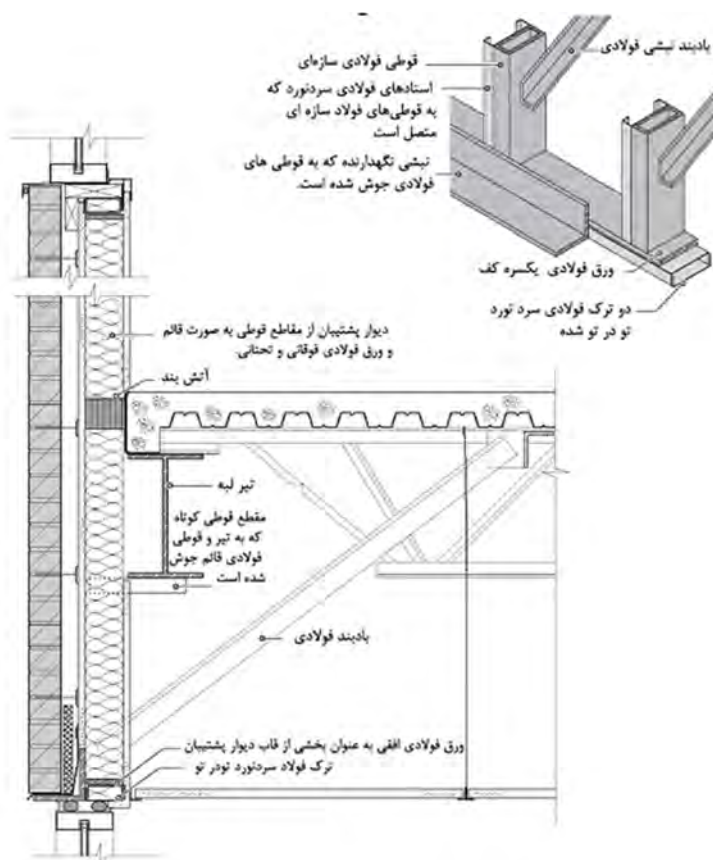 بادبند نبشی فولادی
قوطی فولادی سازه‌ای
استادهای فولادی سردنورد که
به قوطی‌های فولاد سازه ای
متصل است
نبشی نگهدارنده که به قوطی های
فولادی جوش شده است.
ورق فولادی یکسره کف
دو ترک فولادی سرد نورد
تو در تو شده
دیوار پشتیبان از مقاطع قوطی به صورت قائم
و ورق فولادی فوقانی و تحتانی.
آتش بند
تیر لبه
مقطع قوطی کوتاه
که به تیر و قوطی
فولادی قائم جوش
شده است
بادبند فولادی
ورق فولادی افقی به عنوان بخشی از قاب دیوار پشتیبان
ترک فولاد سردنورد تودر تو